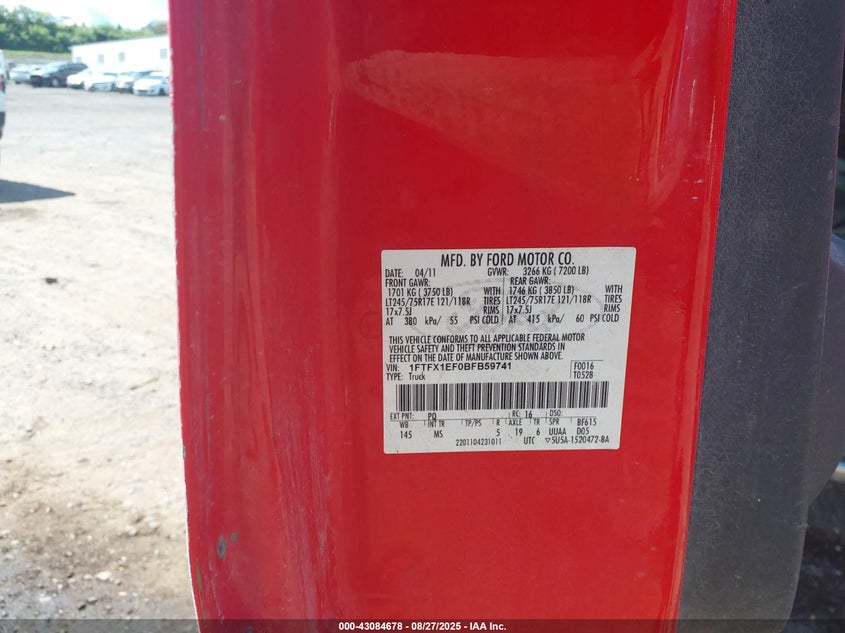 MFD. BY FORD MOTOR CO.
DATE: 04/11 GVWR: 3266 KG ( 7200 LB)
FRONT GAWR: REAR GAWR:
1701 KG ( 3750 LB) WITH 1746 KG ( 3850 LB) WITH
LT245/75R17E 121/118R TIRES LT245/75R17E 121/118R TIRES
17x7.5J RIMS 17x7.5J RIMS
AT 380 kPa/ 55 PSI COLD AT 415 kPa/ 60 PSI COLD
THIS VEHICLE CONFORMS TO ALL APPLICABLE FEDERAL MOTOR
VEHICLE SAFETY AND THEFT PREVENTION STANDARDS IN
EFFECT ON THE DATE OF MANUFACTURE SHOWN ABOVE.
VIN: 1FTFX1EF0BFB59741 F0016
TYPE: Truck T0528
EXT PNT: PQ RC: 16 DSO:
WB INT TR TP/PS R AXLE TR SPR BF615
145 MS 5 19 6 UUAA D05
2201104231011 UTC 5U5A-1520472-BA
000-43084678 - 08/27/2025 - IAA Inc.